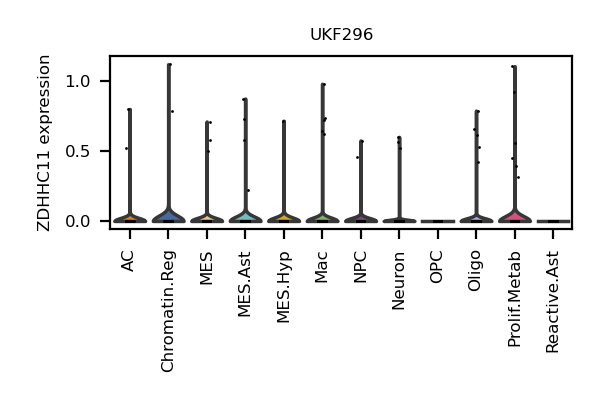 UKF296
ZDHHC11 expression
1.0
0.5
0.0
AC
Chromatin.Reg
MES
MES.Ast
MES.Hyp
Mac
NPC
Neuron
OPC
Oligo
Prolif.Metab
Reactive.Ast